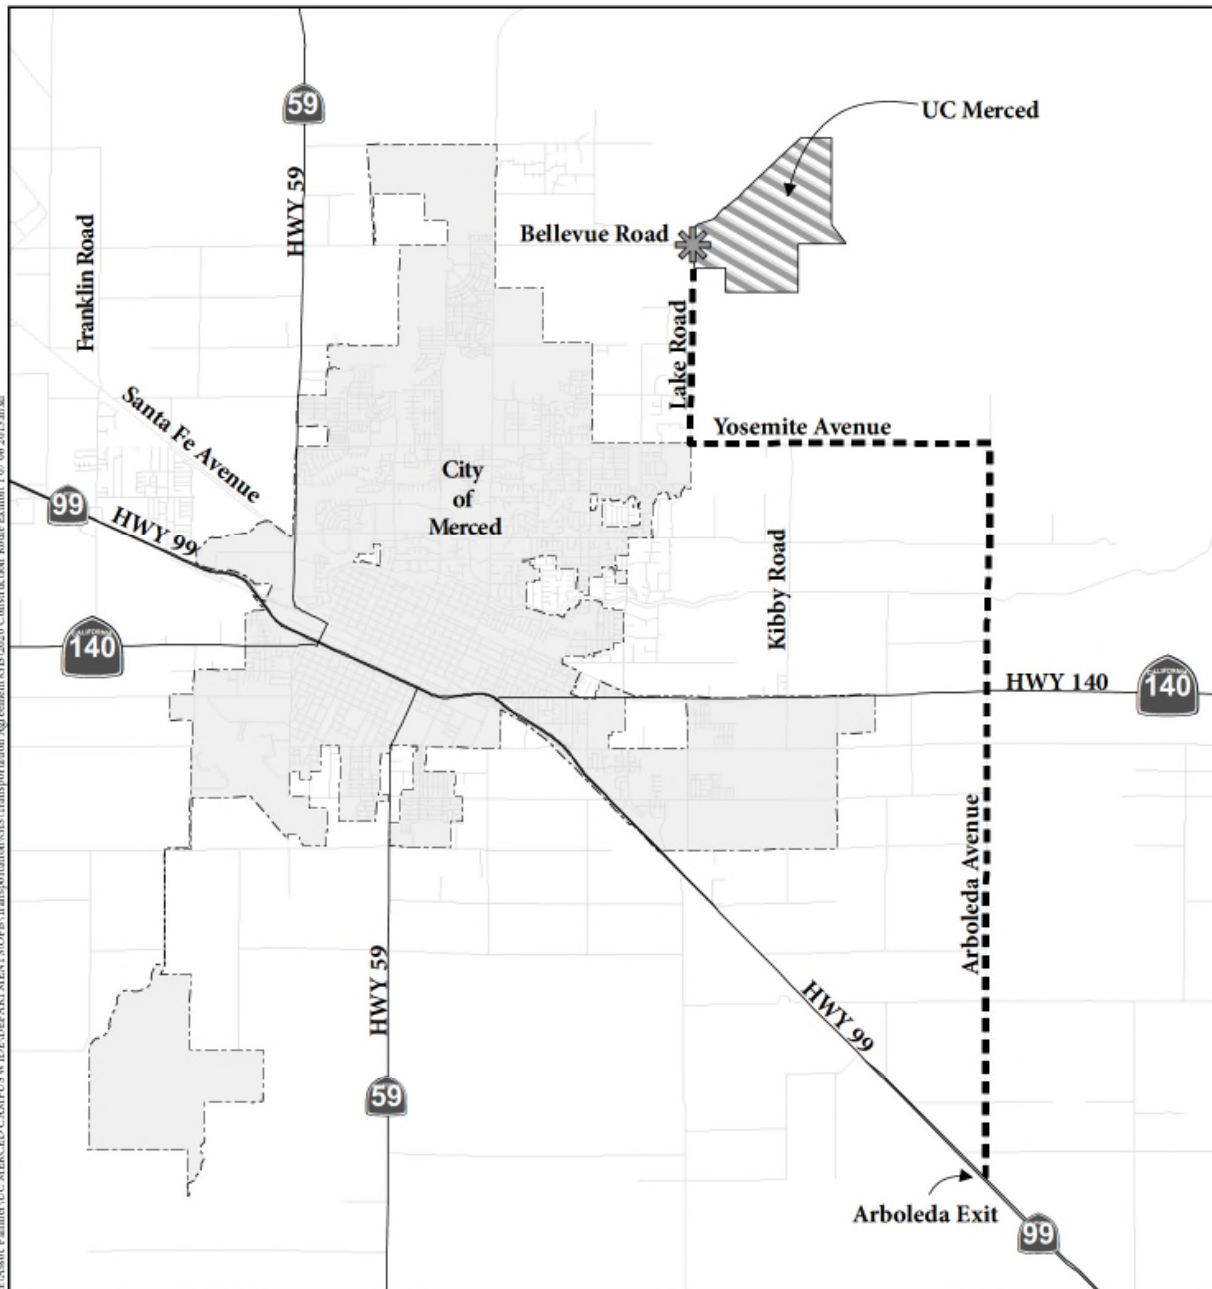 59
UC Merced
HWY 59
Bellevue Road
Franklin Road
Lake Road
Santa Fe Avenue
Yosemite Avenue
City
of
Merced
99
HWY 99
Kibby Road
CALIFORNIA
140
HWY 140
CALIFORNIA
140
Arboleda Avenue
HWY 59
HWY 99
59
Arboleda Exit
99